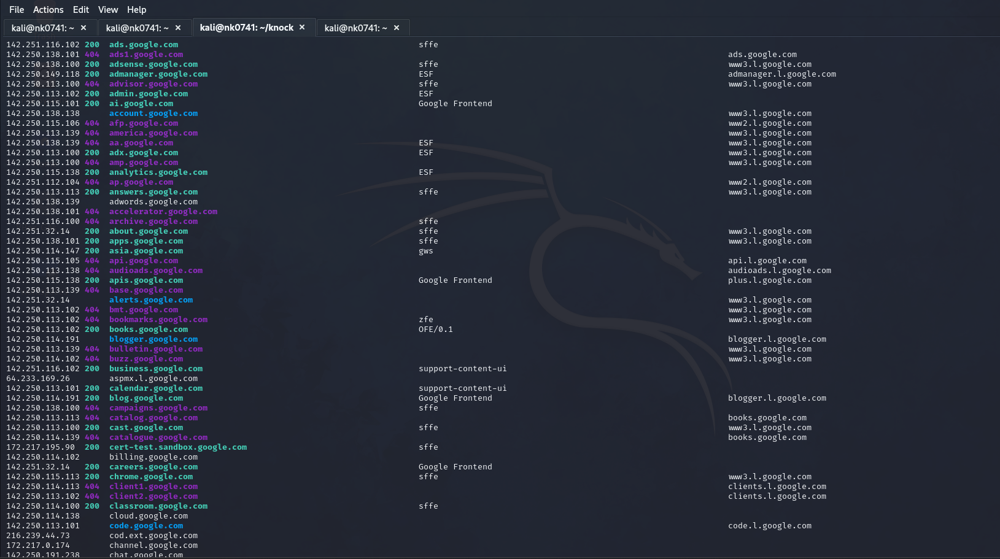 File Actions Edit View Help
kali@nk0741: ~ × kali@nk0741: ~ × kali@nk0741: ~/knock × kali@nk0741: ~ ×
142.251.116.102 200 ads.google.com sffe
142.250.138.101 404 ads1.google.com ads.google.com
142.250.138.100 200 adsense.google.com sffe www3.l.google.com
142.250.149.118 200 admanager.google.com ESF admanager.l.google.com
142.250.113.100 404 advisor.google.com sffe www3.l.google.com
142.250.113.102 200 admin.google.com ESF
142.250.115.101 200 ai.google.com Google Frontend
142.250.138.138 account.google.com www3.l.google.com
142.250.115.106 404 afp.google.com www2.l.google.com
142.250.113.139 404 america.google.com www3.l.google.com
142.250.138.139 404 aa.google.com ESF www3.l.google.com
142.250.113.100 200 adx.google.com ESF www3.l.google.com
142.250.113.100 404 amp.google.com www3.l.google.com
142.250.115.138 200 analytics.google.com ESF
142.251.112.104 404 ap.google.com www2.l.google.com
142.250.113.113 200 answers.google.com sffe www3.l.google.com
142.250.138.139 adwords.google.com
142.250.138.101 404 accelerator.google.com
142.251.116.100 404 archive.google.com sffe
142.251.32.14 200 about.google.com sffe www3.l.google.com
142.250.138.101 200 apps.google.com sffe www3.l.google.com
142.250.114.147 200 asia.google.com gws
142.250.115.105 404 api.google.com api.l.google.com
142.250.113.138 404 audioads.google.com audioads.l.google.com
142.250.115.138 200 apis.google.com Google Frontend plus.l.google.com
142.250.113.139 404 base.google.com
142.251.32.14 alerts.google.com www3.l.google.com
142.250.113.102 404 bmt.google.com www3.l.google.com
142.250.113.102 404 bookmarks.google.com zfe www3.l.google.com
142.250.113.102 200 books.google.com OFE/0.1
142.250.114.191 blogger.google.com blogger.l.google.com
142.250.113.139 404 bulletin.google.com www3.l.google.com
142.250.114.102 404 buzz.google.com www3.l.google.com
142.251.116.102 200 business.google.com support-content-ui
64.233.169.26 aspmx.l.google.com
142.250.113.101 200 calendar.google.com support-content-ui
142.250.114.191 200 blog.google.com Google Frontend blogger.l.google.com
142.250.138.100 404 campaigns.google.com sffe
142.250.113.113 404 catalog.google.com books.google.com
142.250.113.100 200 cast.google.com sffe www3.l.google.com
142.250.114.139 404 catalogue.google.com books.google.com
172.217.195.90 200 cert-test.sandbox.google.com sffe
142.250.114.102 billing.google.com
142.251.32.14 200 careers.google.com Google Frontend
142.250.115.113 200 chrome.google.com sffe www3.l.google.com
142.250.114.113 404 client1.google.com clients.l.google.com
142.250.113.102 404 client2.google.com clients.l.google.com
142.250.114.100 200 classroom.google.com sffe
142.250.114.138 cloud.google.com
142.250.113.101 code.google.com code.l.google.com
216.239.44.73 cod.ext.google.com
172.217.0.174 channel.google.com
142.250.191.238 chat.google.com